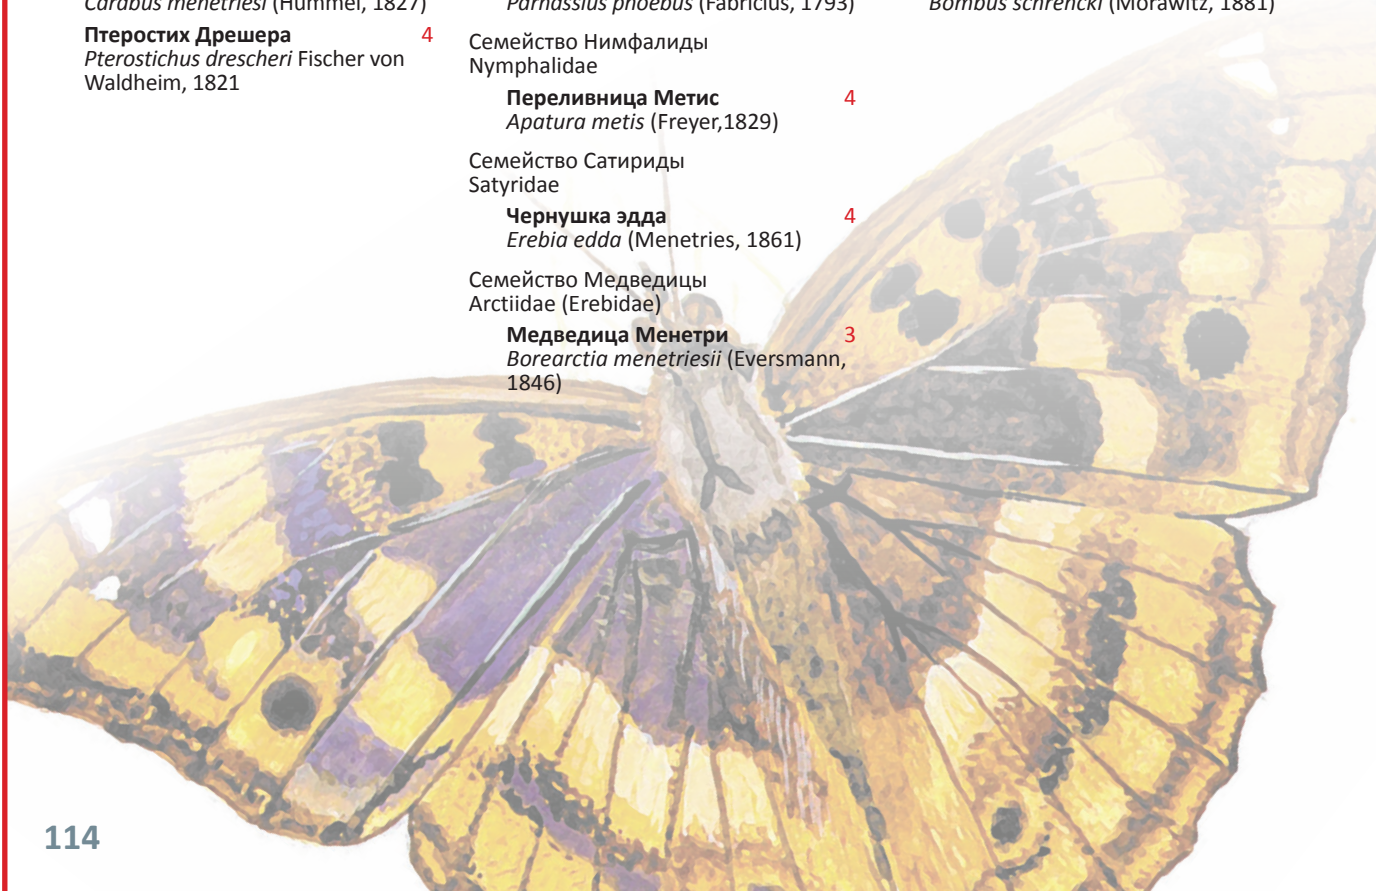 Carabus menetriesi (Hummel, 1827)
Птеростих Дрешера 4
Pterostichus drescheri Fischer von
Waldheim, 1821
Parnassius phoebus (Fabricius, 1793)
Семейство Нимфалиды
Nymphalidae
Переливница Метис 4
Apatura metis (Freyer,1829)
Семейство Сатириды
Satyridae
Чернушка эдда 4
Erebia edda (Menetries, 1861)
Семейство Медведицы
Arctiidae (Erebidae)
Медведица Менетри 3
Borearctia menetriesii (Eversmann,
1846)
Bombus schrencki (Morawitz, 1881)
114